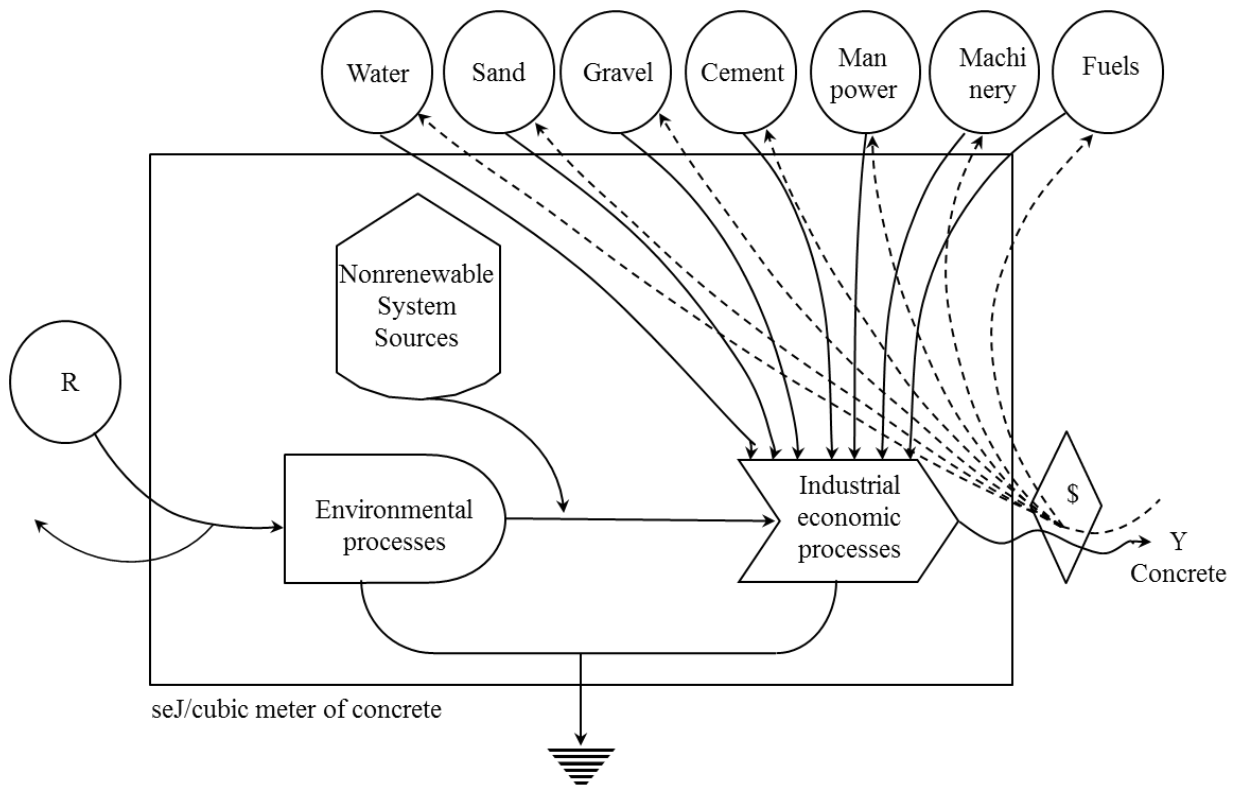 Water
Sand
Gravel
Cement
Man
power
Machi
nery
Fuels
Nonrenewable
System
Sources
R
Environmental
processes
Industrial
economic
processes
$
Y
Concrete
seJ/cubic meter of concrete